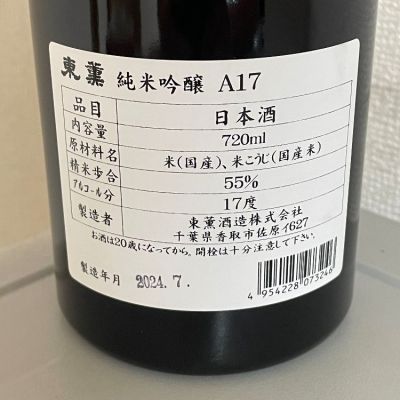 東薫 純米吟醸 A17
品目 日本酒
内容量 720ml
原材料名 米(国産)、米こうじ(国産米)
精米歩合 55%
アルコール分 17度
製造者 東薫酒造株式会社
千葉県香取市佐原イ627
お酒は20歳になってから。開栓は十分注意して下さい。
製造年月 2024.7.
4 954228 073246